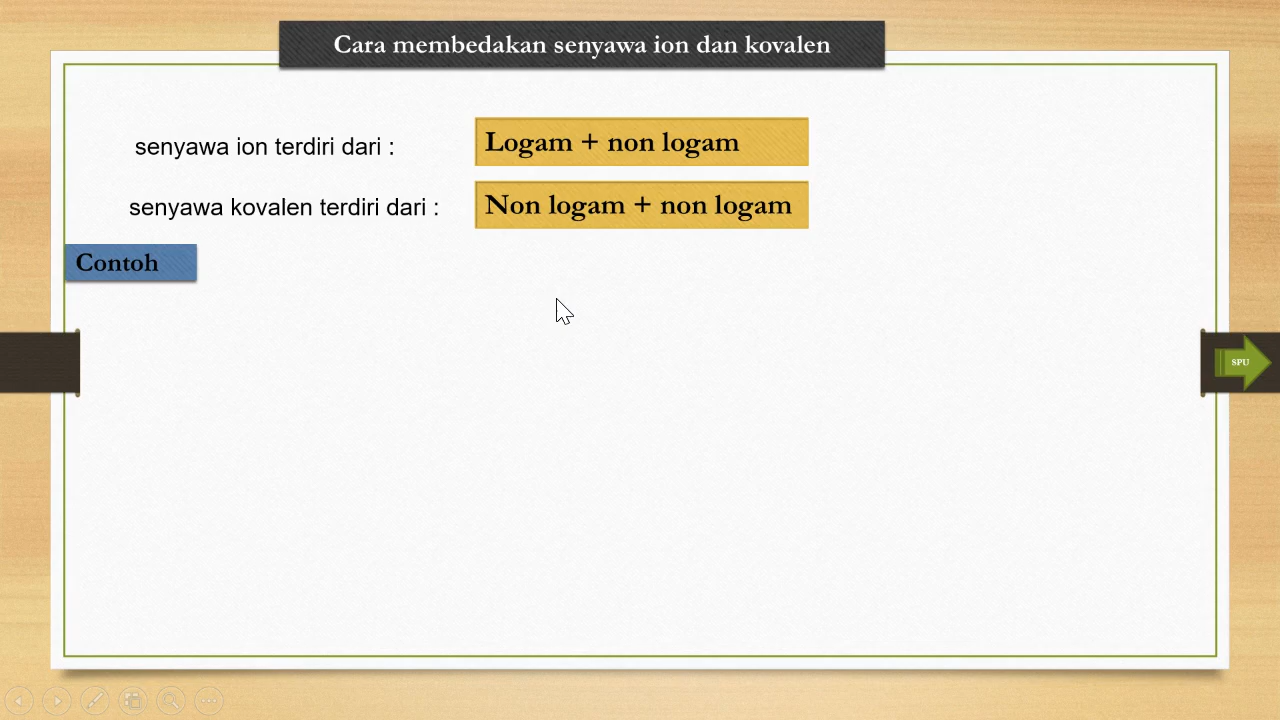 Cara membedakan senyawa ion dan kovalen
senyawa ion terdiri dari :
Logam + non logam
senyawa kovalen terdiri dari :
Non logam + non logam
Contoh
SPU